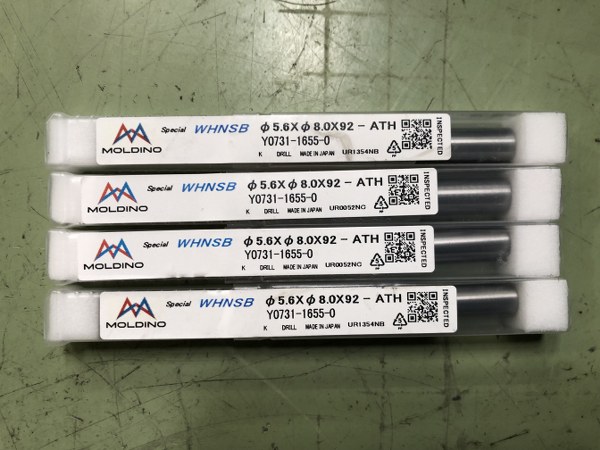 MOLDINO Special WHNSB φ5.6Xφ8.0X92-ATH
Y0731-1655-0
K DRILL MADE IN JAPAN UR1354NB
INSPECTED
MOLDINO Special WHNSB φ5.6Xφ8.0X92-ATH
Y0731-1655-0
K DRILL MADE IN JAPAN UR0052NC
INSPECTED
MOLDINO Special WHNSB φ5.6Xφ8.0X92-ATH
Y0731-1655-0
K DRILL MADE IN JAPAN UR0052NC
INSPECTED
MOLDINO Special WHNSB φ5.6Xφ8.0X92-ATH
Y0731-1655-0
K DRILL MADE IN JAPAN UR1354NB
INSPECTED